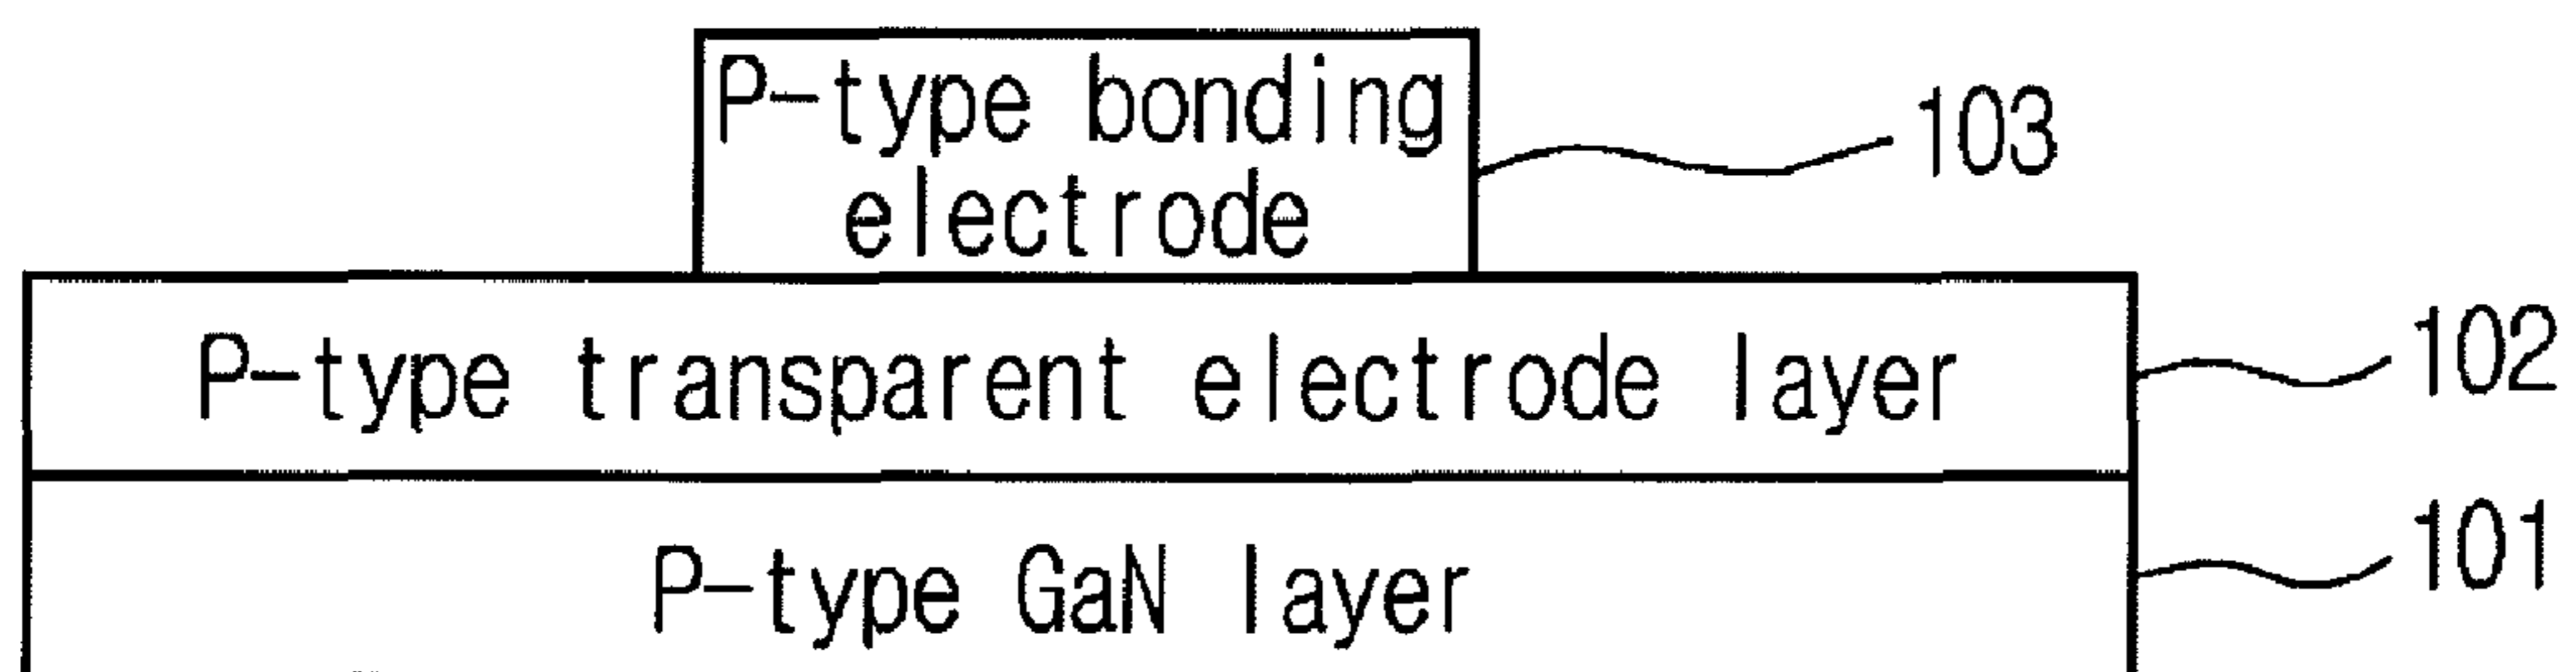 P-type bonding
electrode
103
P-type transparent electrode layer
102
P-type GaN layer
101